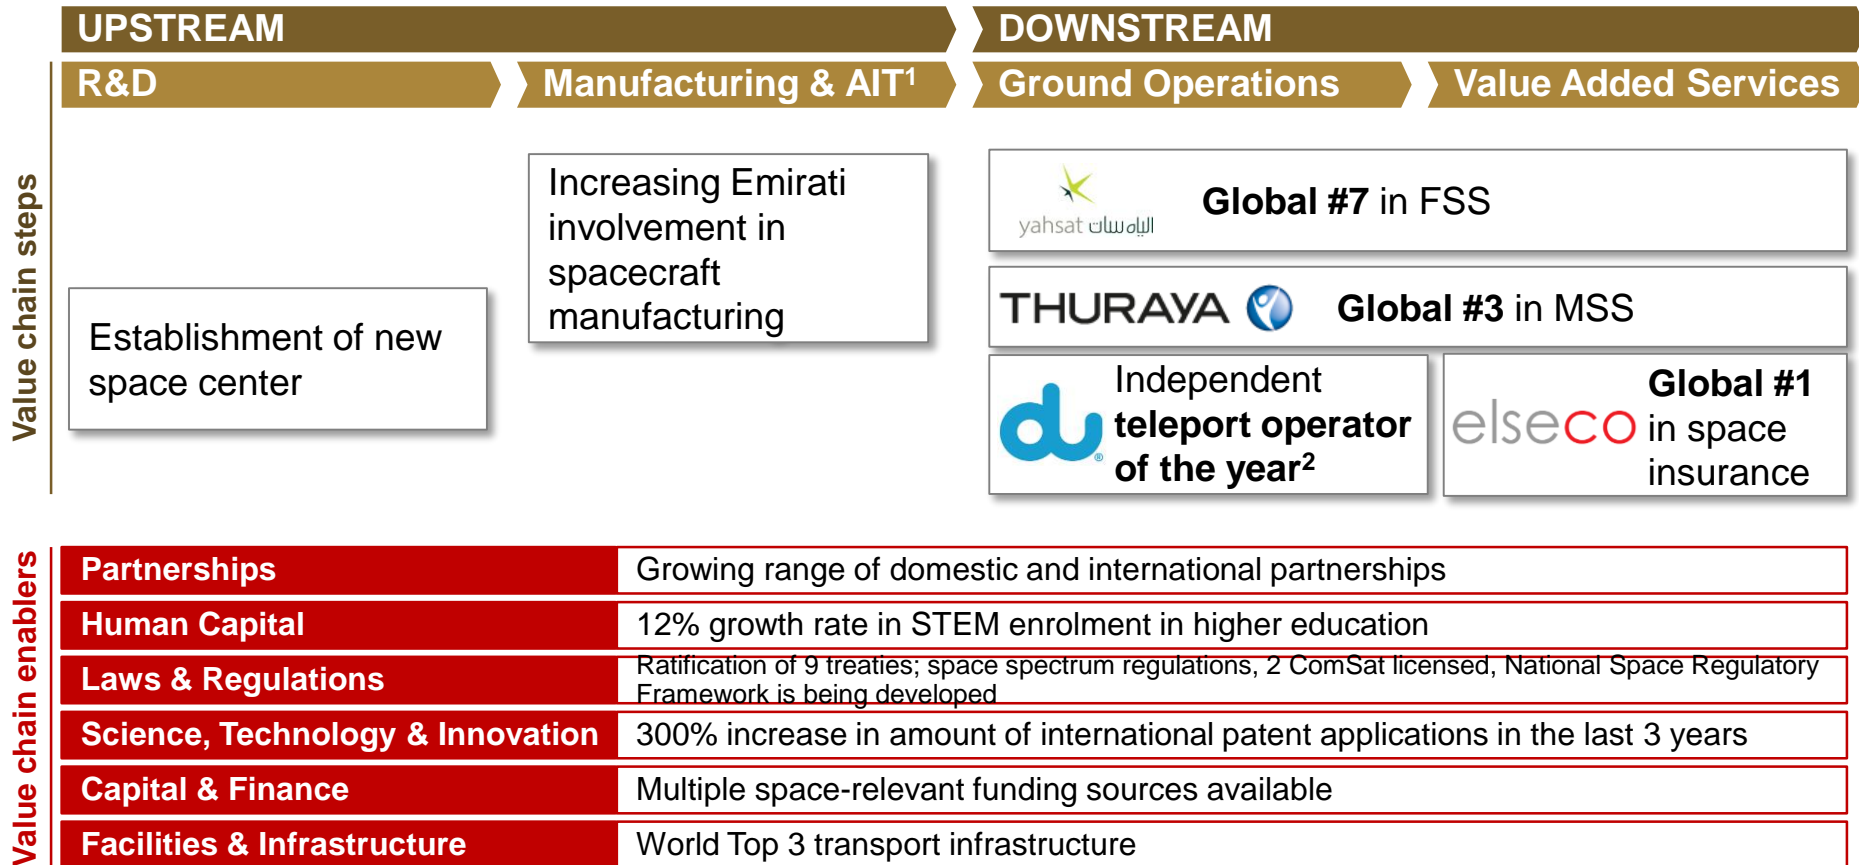 UPSTREAM
DOWNSTREAM
R&D
Manufacturing & AIT¹
Ground Operations
Value Added Services
Value chain steps
Establishment of new
space center
Increasing Emirati
involvement in
spacecraft
manufacturing
yahsat الياه سات
Global #7 in FSS
THURAYA
Global #3 in MSS
du®
Independent
teleport operator
of the year²
elseco
Global #1
in space
insurance
Value chain enablers
Partnerships
Growing range of domestic and international partnerships
Human Capital
12% growth rate in STEM enrolment in higher education
Laws & Regulations
Ratification of 9 treaties; space spectrum regulations, 2 ComSat licensed, National Space Regulatory
Framework is being developed
Science, Technology & Innovation
300% increase in amount of international patent applications in the last 3 years
Capital & Finance
Multiple space-relevant funding sources available
Facilities & Infrastructure
World Top 3 transport infrastructure